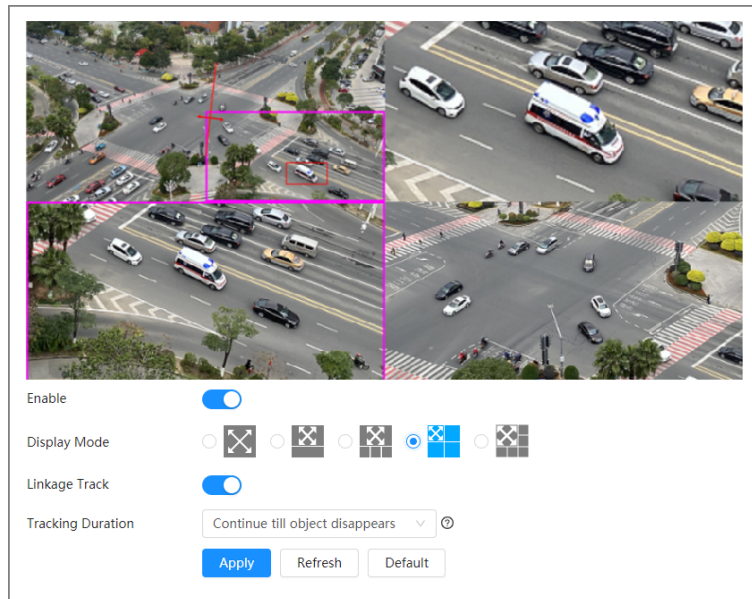 Enable
Display Mode
Linkage Track
Tracking Duration Continue till object disappears ?
Apply Refresh Default